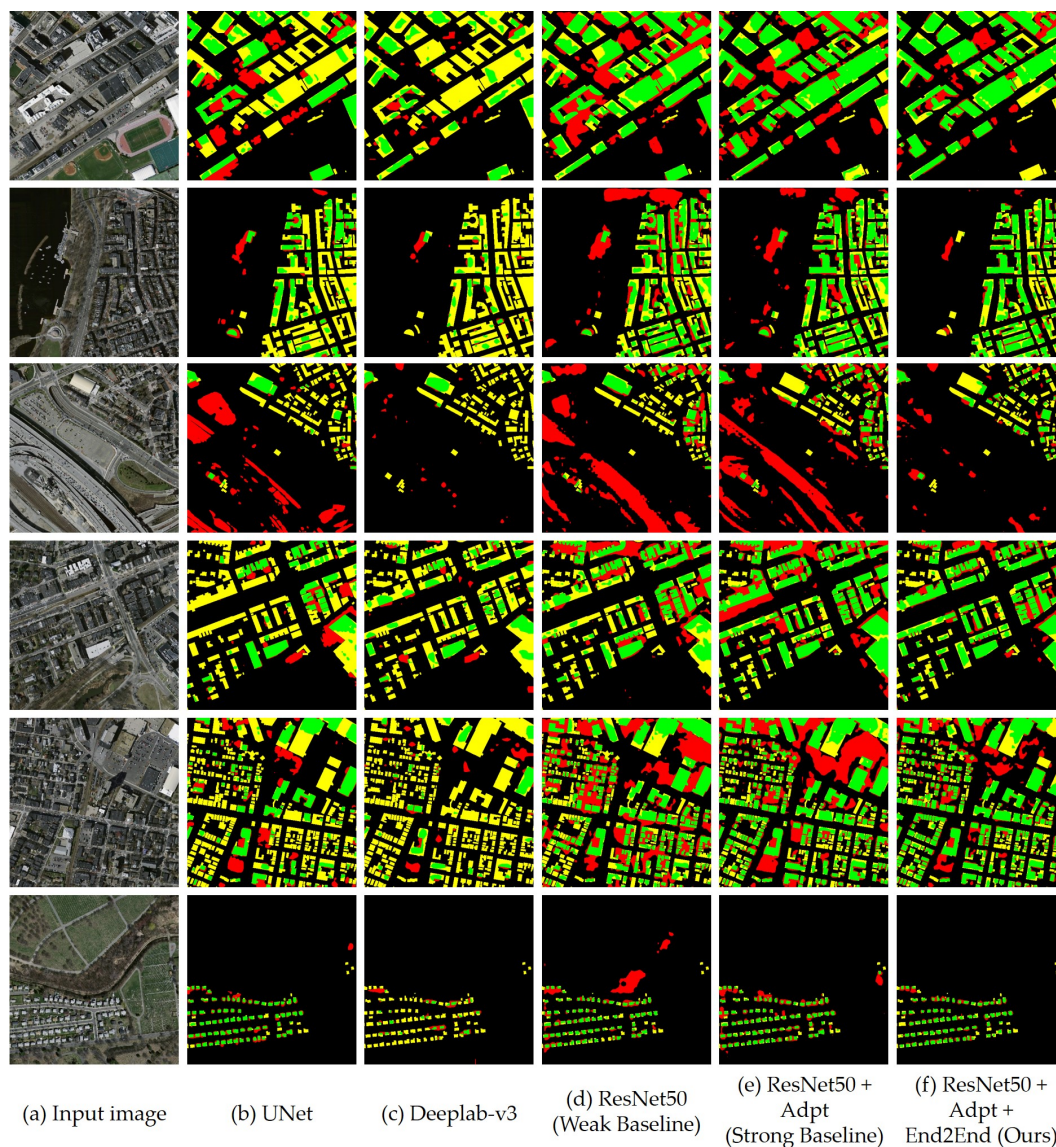 (a) Input image
(b) UNet
(c) Deeplab-v3
(d) ResNet50
(Weak Baseline)
(e) ResNet50 +
Adpt
(Strong Baseline)
(f) ResNet50 +
Adpt +
End2End (Ours)